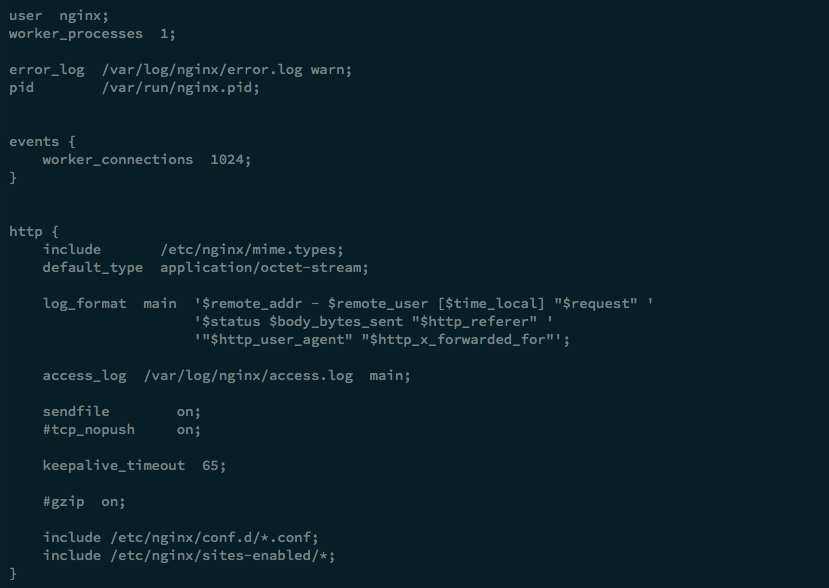 user  nginx;
worker_processes  1;

error_log  /var/log/nginx/error.log warn;
pid        /var/run/nginx.pid;


events {
    worker_connections  1024;
}


http {
    include       /etc/nginx/mime.types;
    default_type  application/octet-stream;

    log_format  main  '$remote_addr - $remote_user [$time_local] "$request" '
                      '$status $body_bytes_sent "$http_referer" '
                      '"$http_user_agent" "$http_x_forwarded_for"';

    access_log  /var/log/nginx/access.log  main;

    sendfile        on;
    #tcp_nopush     on;

    keepalive_timeout  65;

    #gzip  on;

    include /etc/nginx/conf.d/*.conf;
    include /etc/nginx/sites-enabled/*;
}